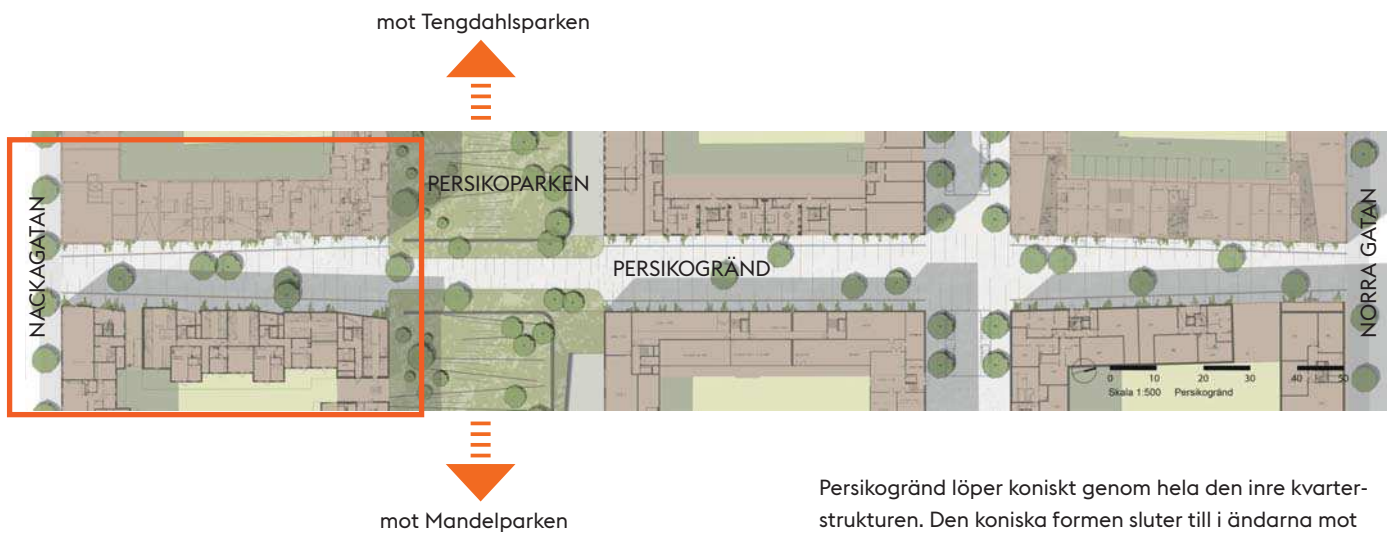 mot Tengdahlsparken
NACKAGATAN
PERSIKOPARKEN
PERSIKOGRÄND
NORRA GATAN
0 10 20 30 40 50
Skala 1:500 Persikogränd
mot Mandelparken
Persikogränd löper koniskt genom hela den inre kvarter-
strukturen. Den koniska formen sluter till i ändarna mot